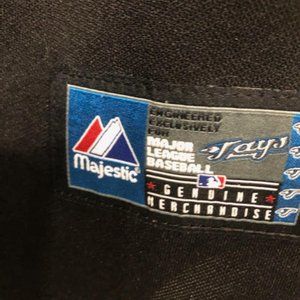 ENGINEERED
EXCLUSIVELY
FOR
MAJOR
LEAGUE
BASEBALL
Jays
Majestic
GENUINE
MERCHANDISE